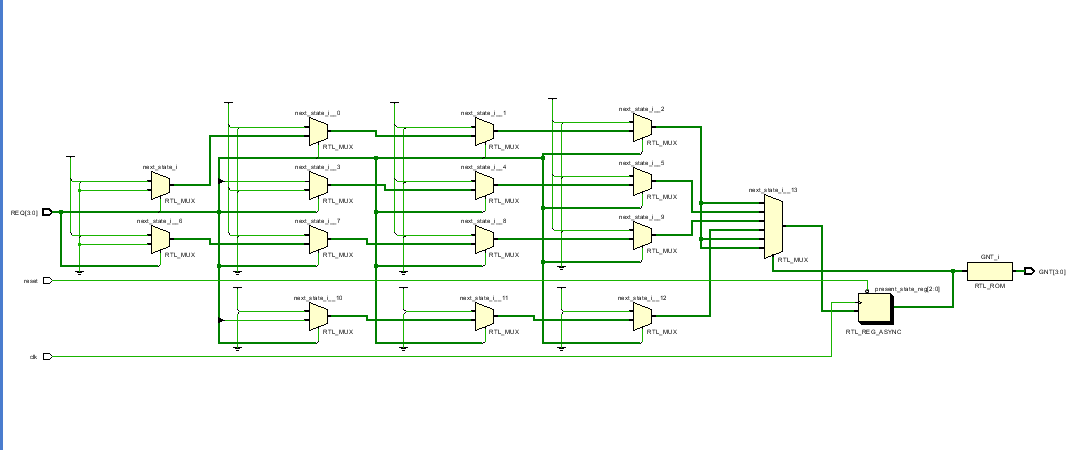 next_state_i__2
next_state_i__0
next_state_i__1
RTL_MUX
RTL_MUX
RTL_MUX
next_state_i
next_state_i__3
next_state_i__4
next_state_i__5
RTL_MUX
RTL_MUX
RTL_MUX
RTL_MUX
next_state_i__13
REQ[3:0]
next_state_i__6
next_state_i__7
next_state_i__8
next_state_i__9
RTL_MUX
RTL_MUX
RTL_MUX
RTL_MUX
RTL_MUX
GNT_i
GNT[3:0]
reset
RTL_ROM
present_state_reg[2:0]
next_state_i__10
next_state_i__11
next_state_i__12
RTL_MUX
RTL_MUX
RTL_MUX
RTL_REG_ASYNC
clk